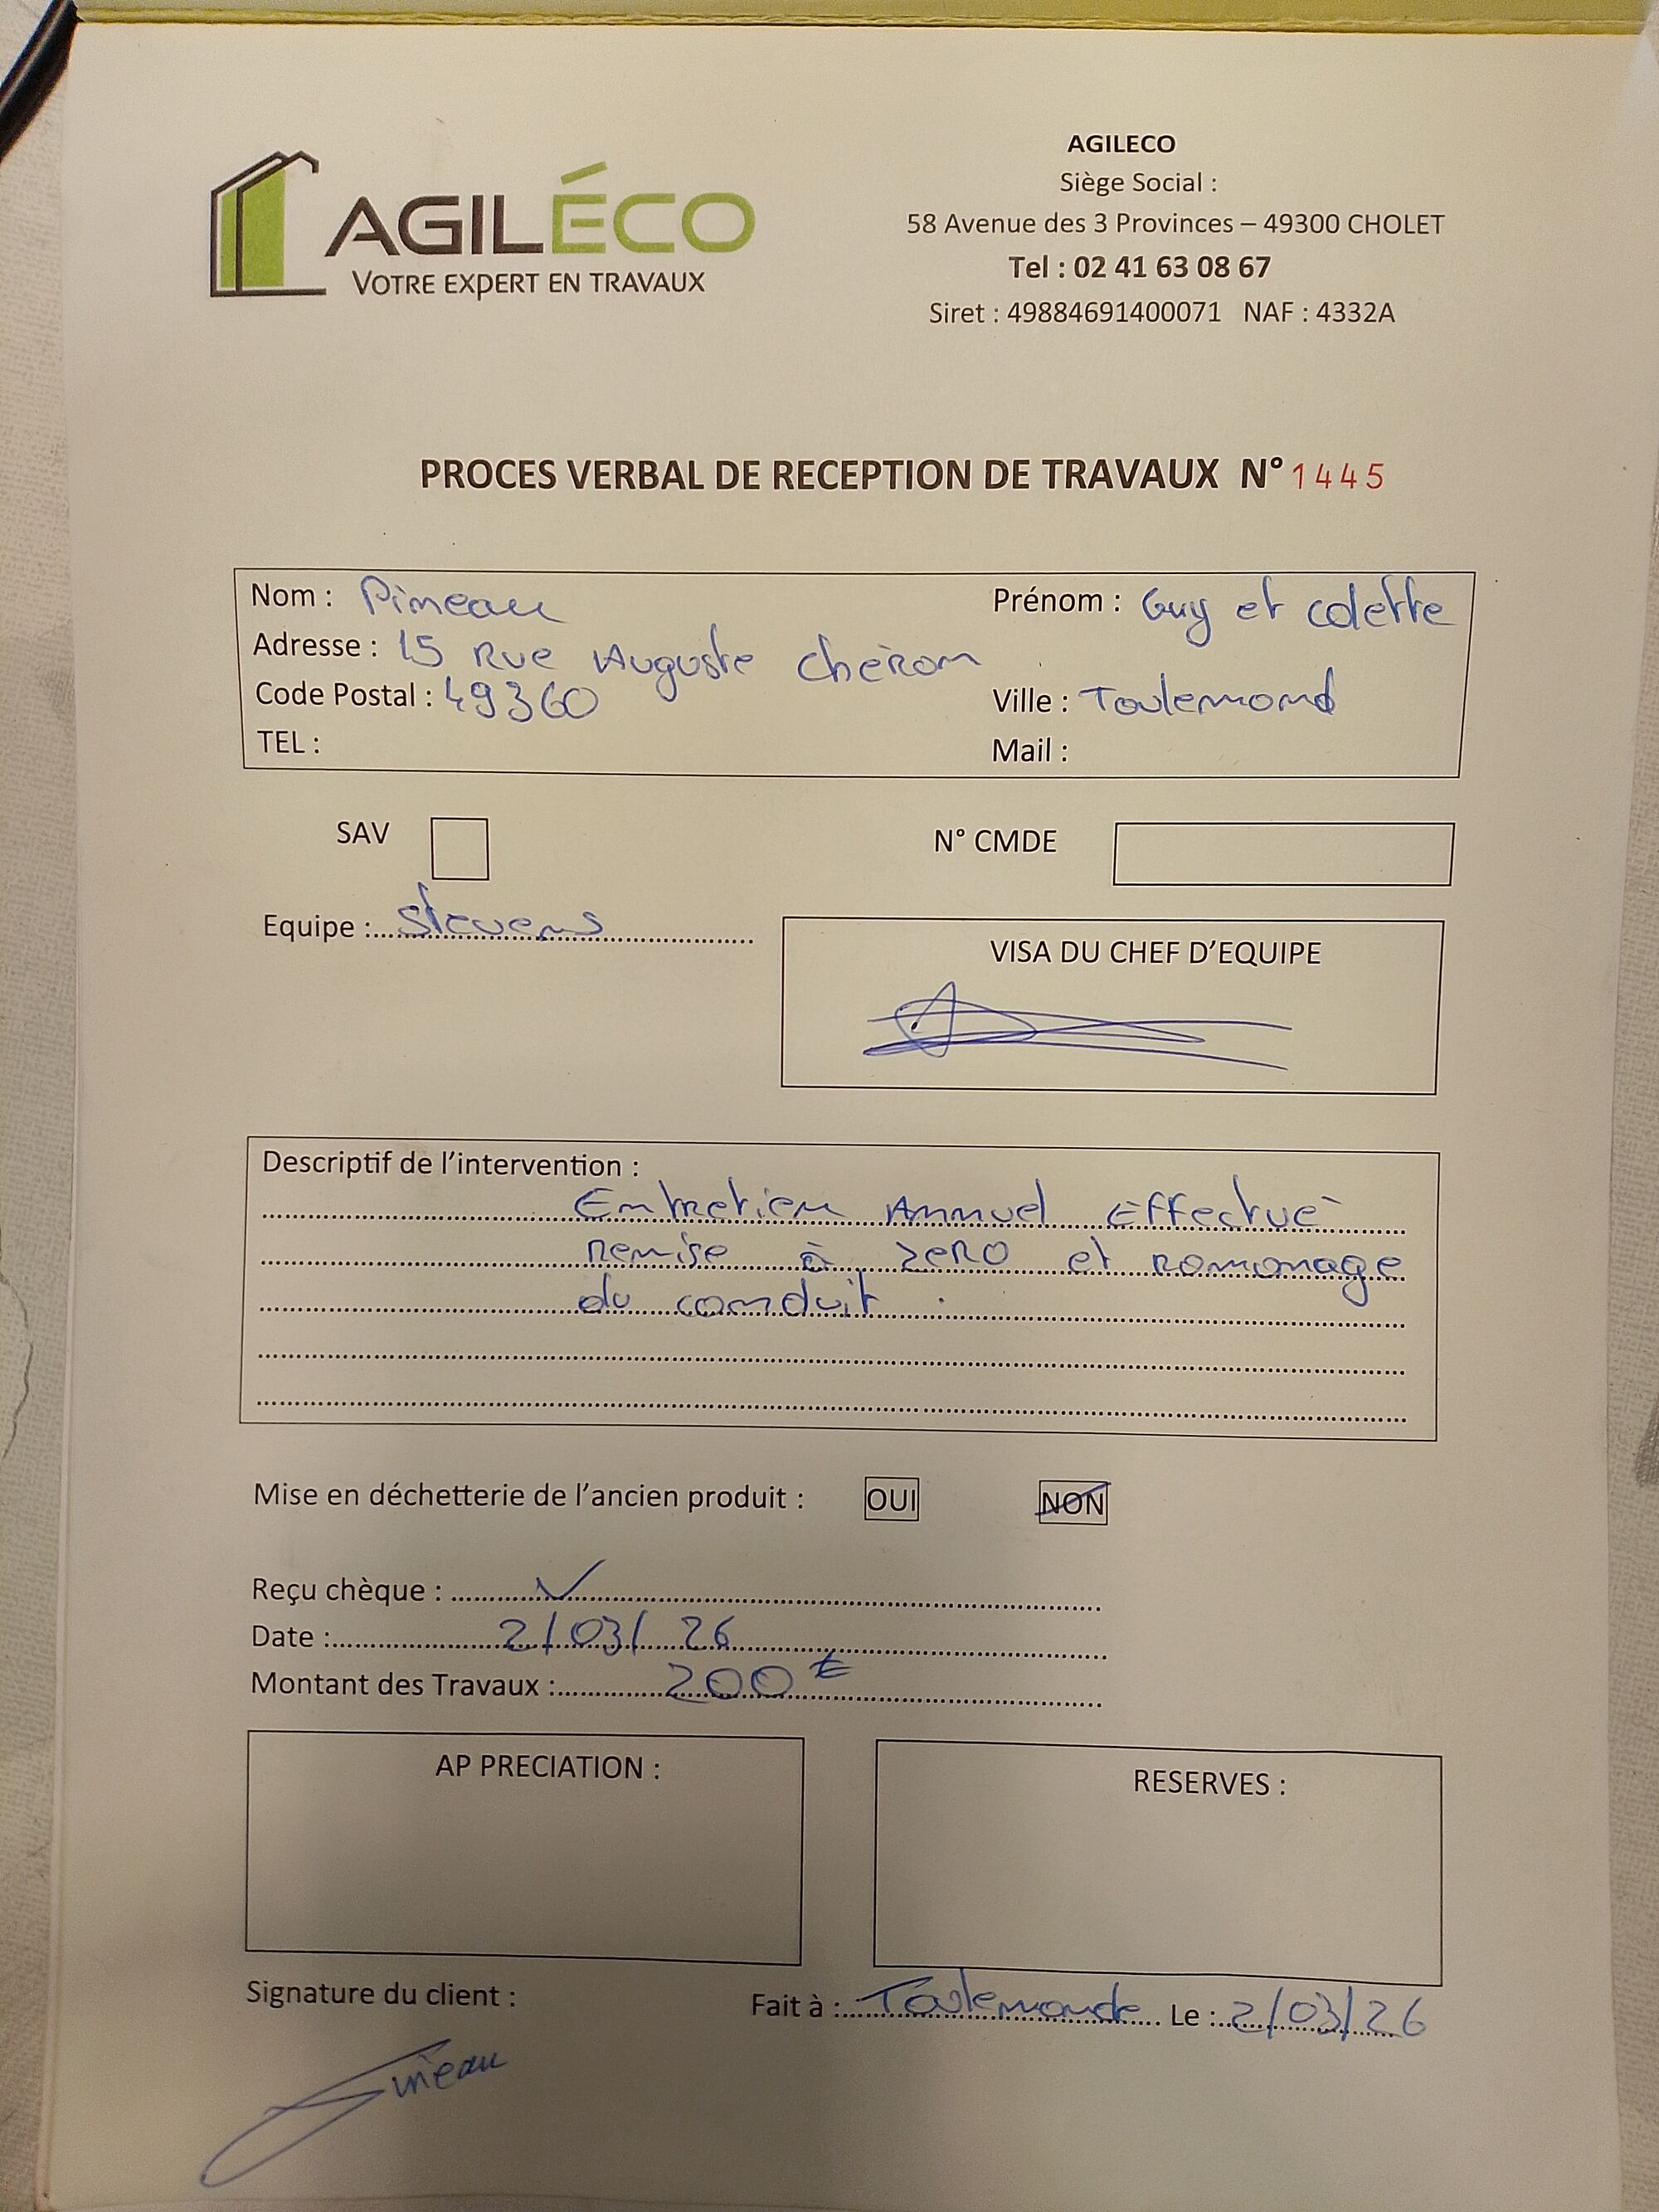 AGILÉCO
VOTRE EXPERT EN TRAVAUX
AGILECO
Siège Social :
58 Avenue des 3 Provinces – 49300 CHOLET
Tel : 02 41 63 08 67
Siret : 49884691400071 NAF : 4332A
PROCES VERBAL DE RECEPTION DE TRAVAUX N° 1445
Nom : Pineau Prénom : Guy et Colette
Adresse : 15 Rue Auguste Chéron
Code Postal : 49360 Ville : Toulemond
TEL : Mail :
SAV N° CMDE
Equipe : Stevens
VISA DU CHEF D'EQUIPE
Descriptif de l'intervention :
Entretien Annuel Effectué
remise à zero et romonage
du conduit .
Mise en déchetterie de l'ancien produit : OUI NON
Reçu chèque : ✓
Date : 2/03/26
Montant des Travaux : 200€
AP PRECIATION : RESERVES :
Signature du client : Fait à : Toulemonde Le : 2/03/26
Pineau